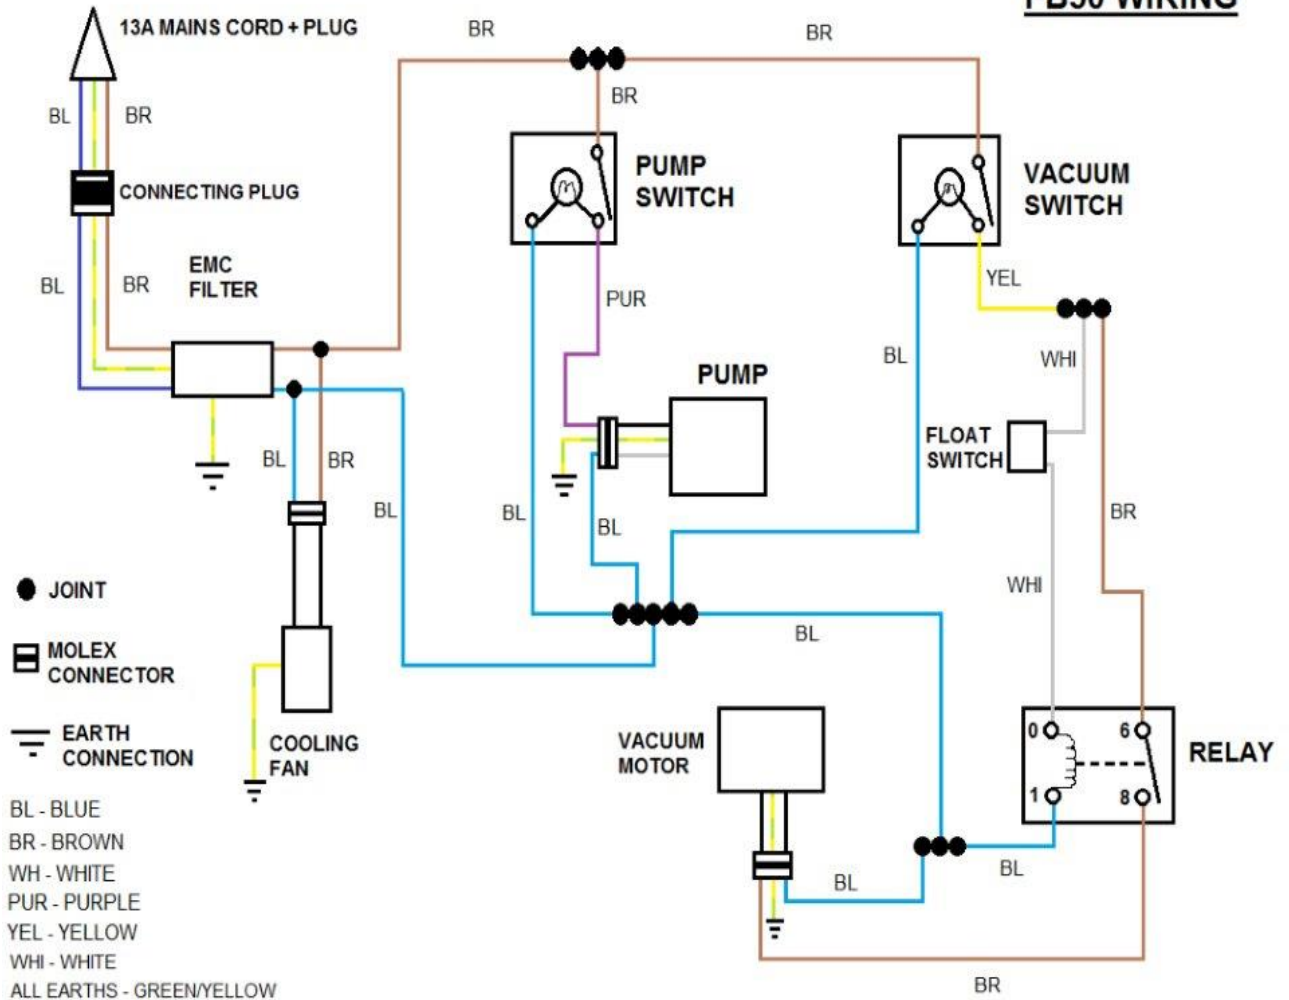 13A MAINS CORD + PLUG
BR
BR
BL
BR
BR
CONNECTING PLUG
PUMP
SWITCH
VACUUM
SWITCH
BL
BR
EMC
FILTER
PUR
YEL
BL
WHI
PUMP
FLOAT
SWITCH
BL
BR
BL
BL
BL
BR
JOINT
WHI
BL
MOLEX
CONNECTOR
EARTH
CONNECTION
COOLING
FAN
VACUUM
MOTOR
0
6
1
8
RELAY
BL
BL
BR
BL - BLUE
BR - BROWN
WH - WHITE
PUR - PURPLE
YEL - YELLOW
WHI - WHITE
ALL EARTHS - GREEN/YELLOW